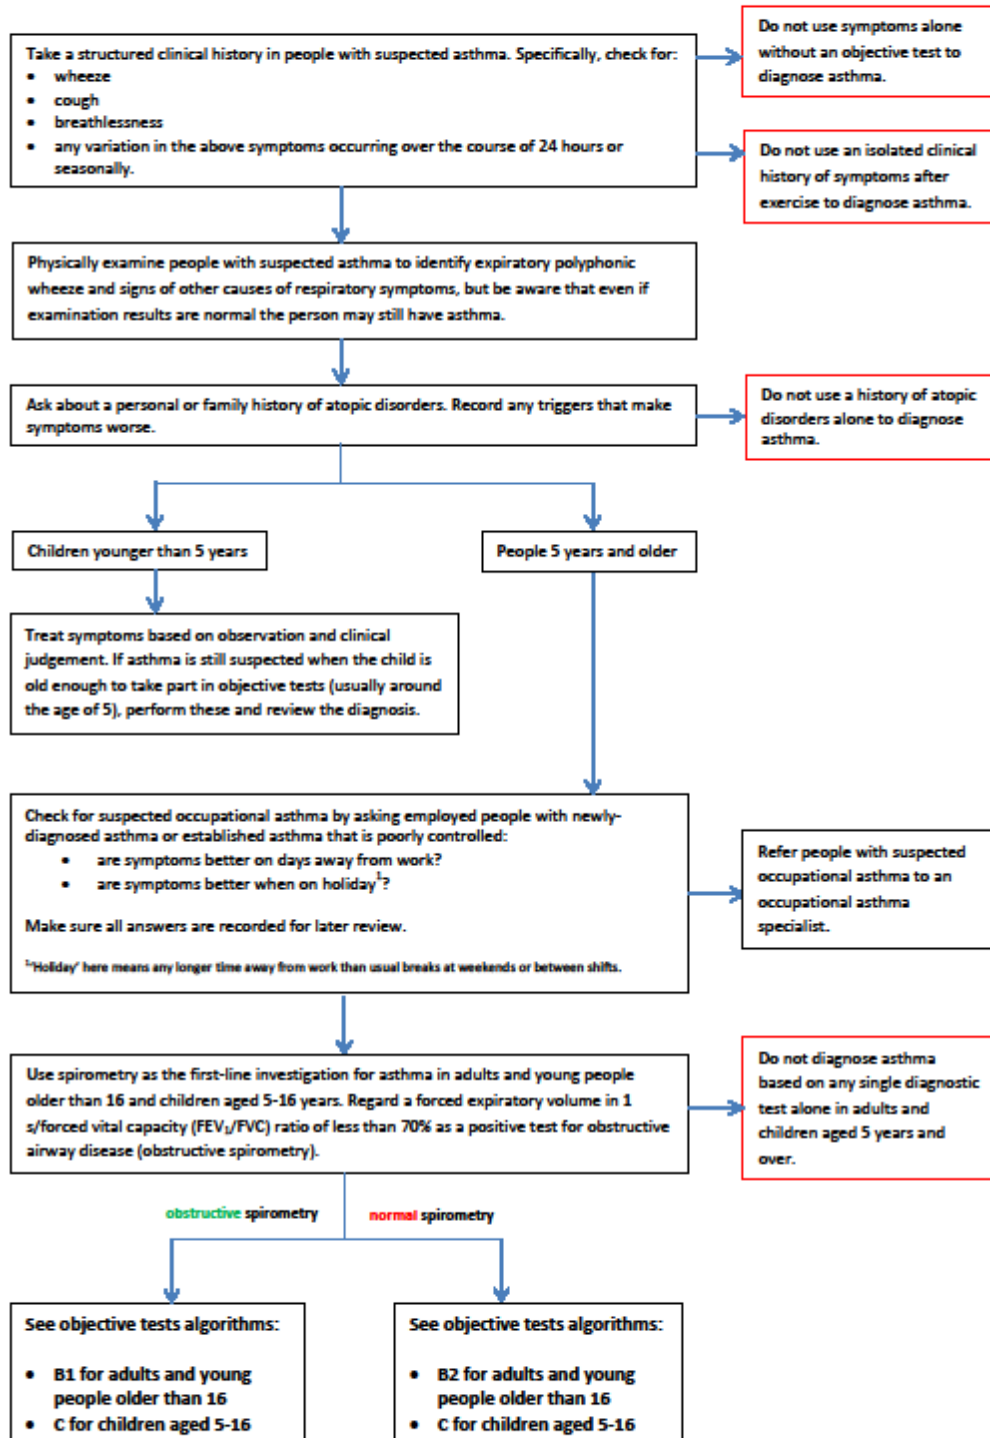 Take a structured clinical history in people with suspected asthma. Specifically, check for:
• wheeze
• cough
• breathlessness
• any variation in the above symptoms occurring over the course of 24 hours or
seasonally.
Do not use symptoms alone
without an objective test to
diagnose asthma.
Do not use an isolated clinical
history of symptoms after
exercise to diagnose asthma.
Physically examine people with suspected asthma to identify expiratory polyphonic
wheeze and signs of other causes of respiratory symptoms, but be aware that even if
examination results are normal the person may still have asthma.
Ask about a personal or family history of atopic disorders. Record any triggers that make
symptoms worse.
Do not use a history of atopic
disorders alone to diagnose
asthma.
Children younger than 5 years
People 5 years and older
Treat symptoms based on observation and clinical
judgement. If asthma is still suspected when the child is
old enough to take part in objective tests (usually around
the age of 5), perform these and review the diagnosis.
Check for suspected occupational asthma by asking employed people with newly-
diagnosed asthma or established asthma that is poorly controlled:
• are symptoms better on days away from work?
• are symptoms better when on holiday¹?
Make sure all answers are recorded for later review.
¹'Holiday' here means any longer time away from work than usual breaks at weekends or between shifts.
Refer people with suspected
occupational asthma to an
occupational asthma
specialist.
Use spirometry as the first-line investigation for asthma in adults and young people
older than 16 and children aged 5-16 years. Regard a forced expiratory volume in 1
s/forced vital capacity (FEV₁/FVC) ratio of less than 70% as a positive test for obstructive
airway disease (obstructive spirometry).
Do not diagnose asthma
based on any single diagnostic
test alone in adults and
children aged 5 years and
over.
obstructive spirometry
normal spirometry
See objective tests algorithms:
• B1 for adults and young
people older than 16
• C for children aged 5-16
See objective tests algorithms:
• B2 for adults and young
people older than 16
• C for children aged 5-16